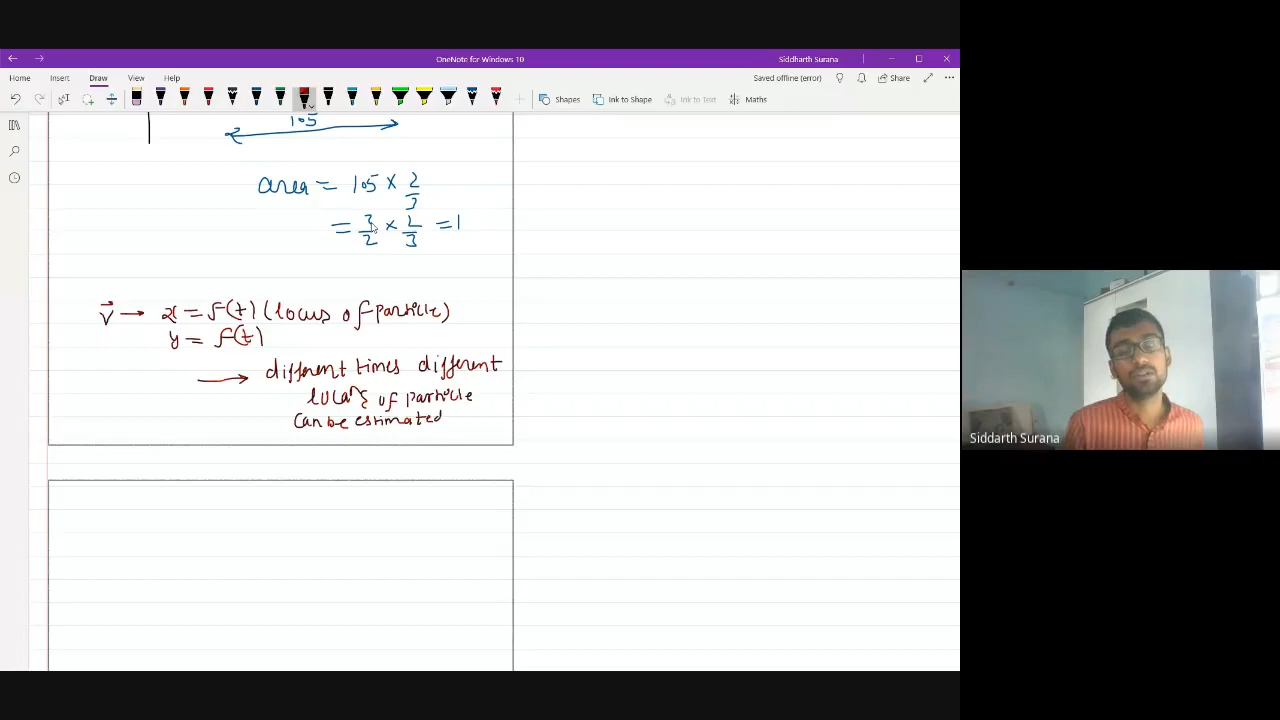 OneNote for Windows 10
Siddharth Surana
Home Insert Draw View Help
Saved offline (error)
Share
Shapes
Ink to Shape
Ink to Text
Maths
1.5
area = 1.5 × 2/3
= 3/2 × 2/3 = 1
v → x = f(t) (locus of particle)
y = f(t)
→ different times different
of particle
can be estimated
Siddarth Surana